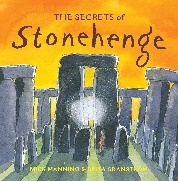 THE SECRETS of
Stonehenge
MICK MANNING & BRITA GRANSTRÖM